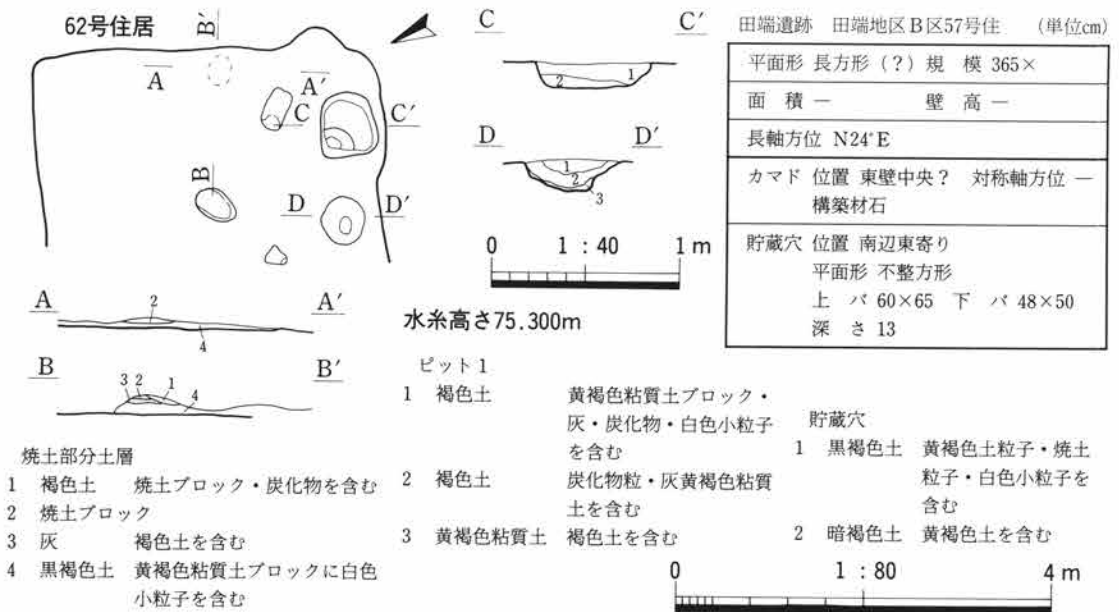 62号住居
B′
A
A′
C
C′
B
D
D′
A
A′
2
4
B
B′
3 2 1
4
C
C′
2
1
D
D′
1
2
3
0 1:40 1m
水糸高さ75.300m
田端遺跡 田端地区B区57号住 (単位cm)
平面形 長方形(?) 規 模 365×
面 積 ― 壁 高 ―
長軸方位 N24°E
カマド 位置 東壁中央? 対称軸方位 ―
構築材石
貯蔵穴 位置 南辺東寄り
平面形 不整方形
上 バ 60×65 下 バ 48×50
深 さ 13
焼土部分土層
1 褐色土 焼土ブロック・炭化物を含む
2 焼土ブロック
3 灰 褐色土を含む
4 黒褐色土 黄褐色粘質土ブロックに白色
小粒子を含む
ピット1
1 褐色土 黄褐色粘質土ブロック・
灰・炭化物・白色小粒子
を含む
2 褐色土 炭化物粒・灰黄褐色粘質
土を含む
3 黄褐色粘質土 褐色土を含む
貯蔵穴
1 黒褐色土 黄褐色土粒子・焼土
粒子・白色小粒子を
含む
2 暗褐色土 黄褐色土を含む
0 1:80 4m